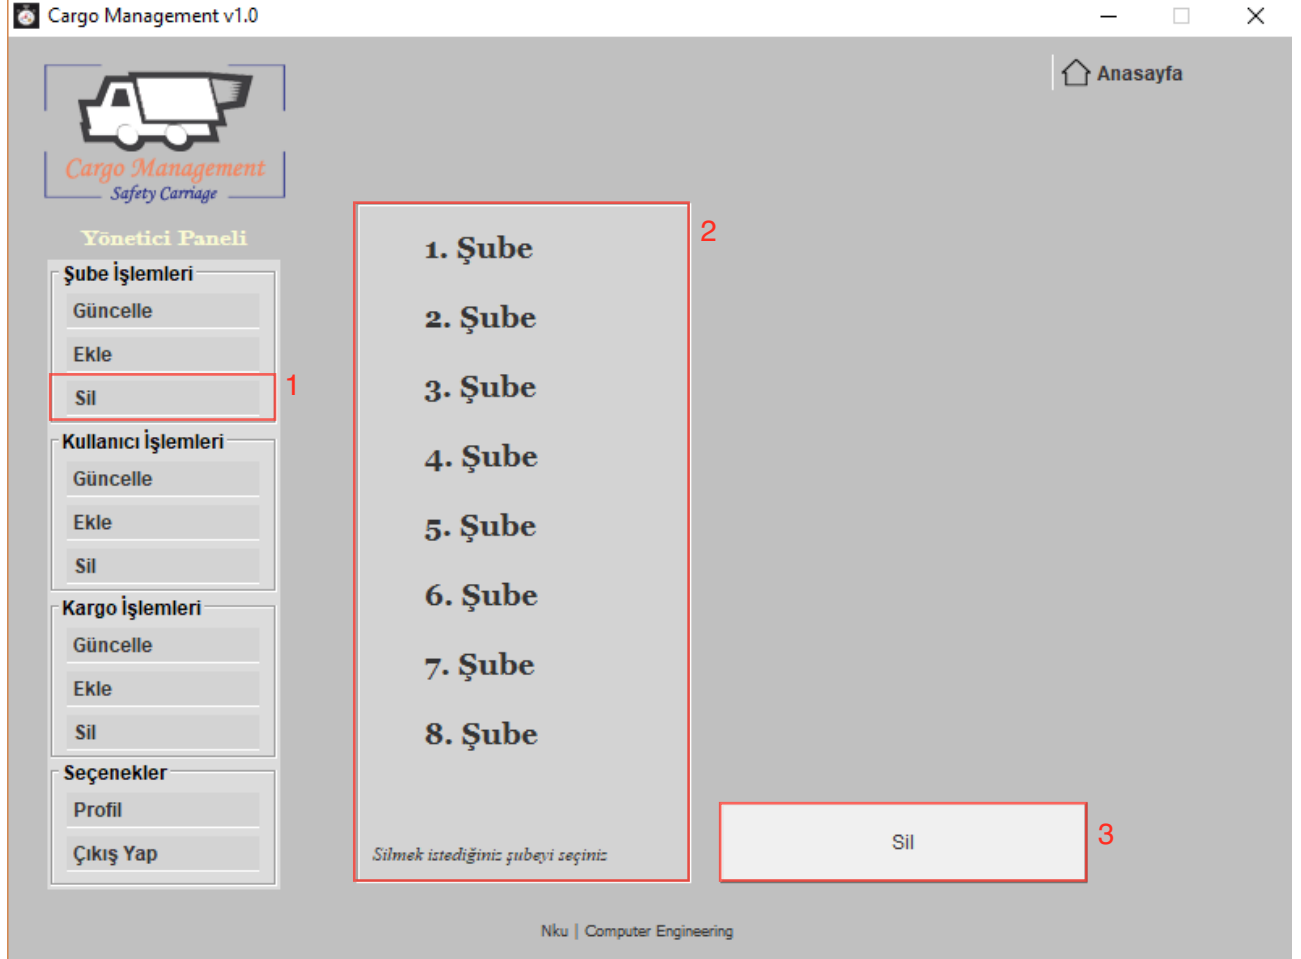 Cargo Management v1.0
Anasayfa
Cargo Management
Safety Carriage
Yönetici Paneli
Şube İşlemleri
Güncelle
Ekle
Sil
1
Kullanıcı İşlemleri
Güncelle
Ekle
Sil
Kargo İşlemleri
Güncelle
Ekle
Sil
Seçenekler
Profil
Çıkış Yap
2
1. Şube
2. Şube
3. Şube
4. Şube
5. Şube
6. Şube
7. Şube
8. Şube
Silmek istediğiniz şubeyi seçiniz
Sil
3
Nku | Computer Engineering